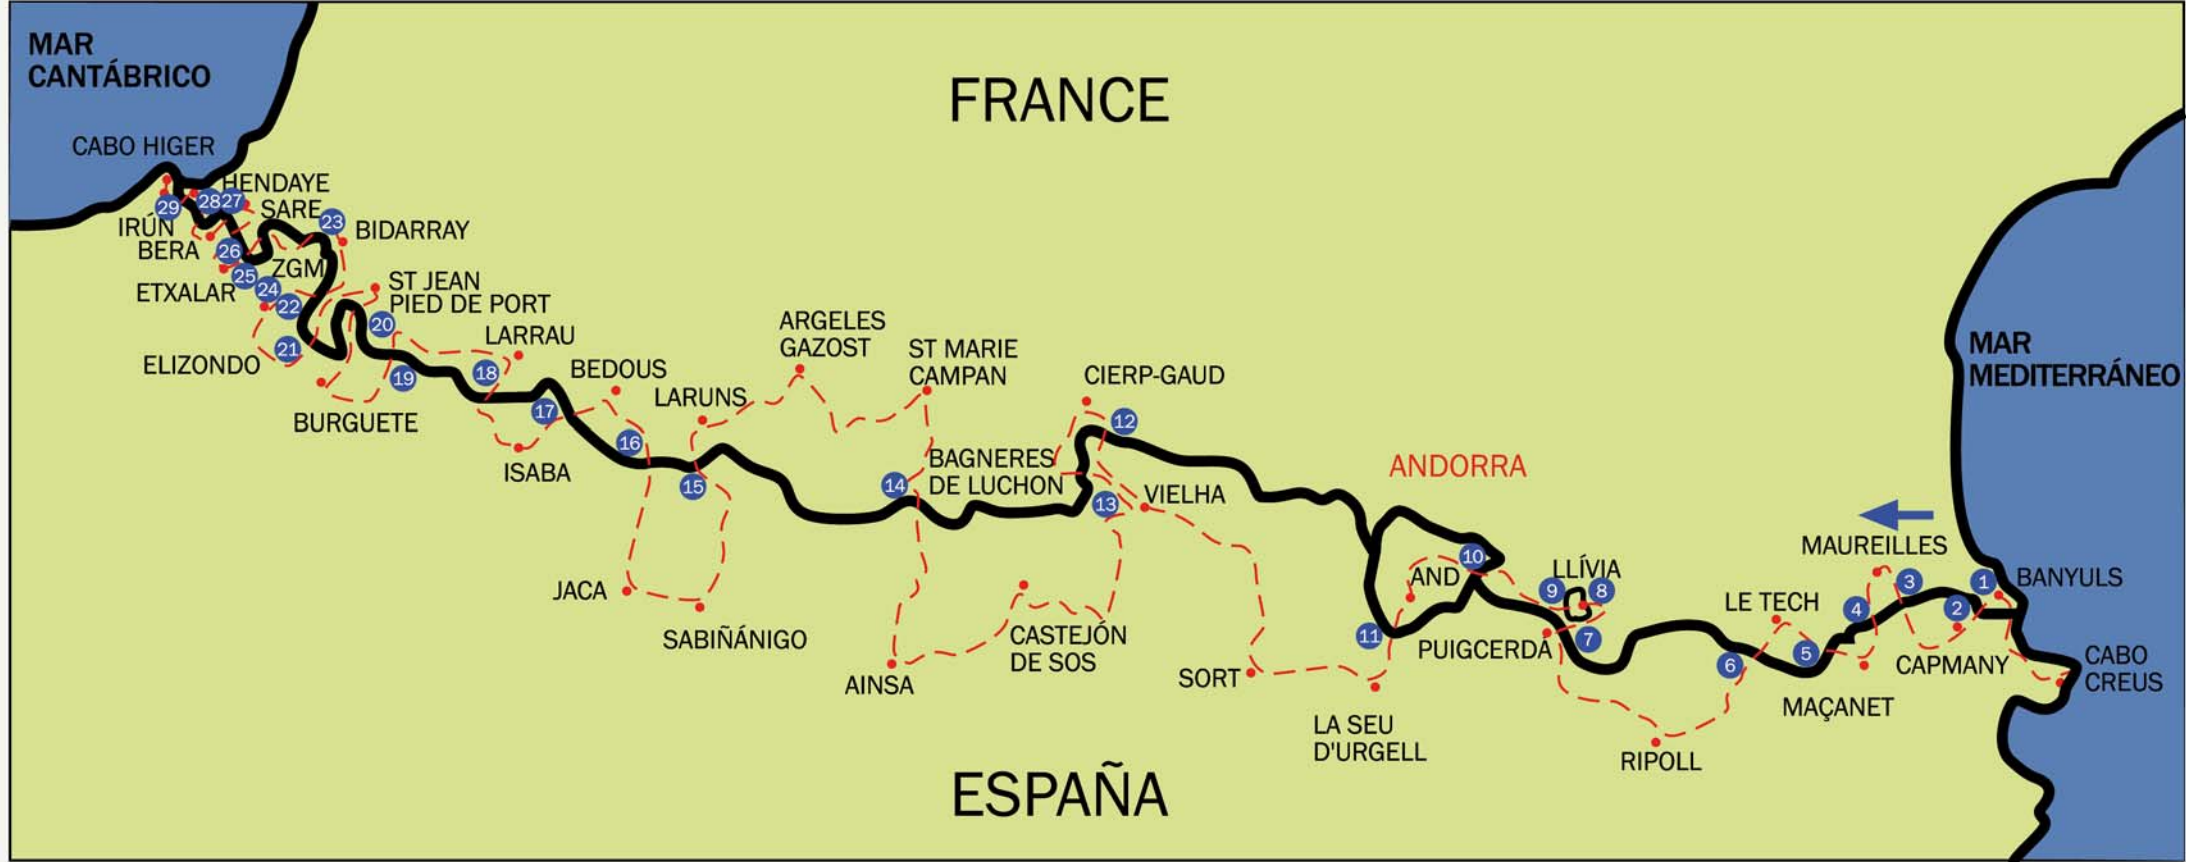 MAR
CANTÁBRICO
FRANCE
CABO HIGER
HENDAYE
29
28
27
SARE
23
IRÚN
BIDARRAY
BERA
26
ZGM
25
ETXALAR
24
22
ST JEAN
PIED DE PORT
20
21
ELIZONDO
19
LARRAU
18
BURGUETE
BEDOUS
17
ISABA
16
LARUNS
15
ARGELES
GAZOST
ST MARIE
CAMPAN
CIERP-GAUD
12
14
BAGNERES
DE LUCHON
13
VIELHA
JACA
SABIÑÁNIGO
AINSA
CASTEJÓN
DE SOS
SORT
ANDORRA
10
AND
11
LA SEU
D'URGELL
LLÍVIA
9
8
7
PUIGCERDÁ
RIPOLL
6
LE TECH
5
MAUREILLES
4
3
MAÇANET
CAPMANY
2
1
BANYULS
CABO
CREUS
MAR
MEDITERRÁNEO
ESPAÑA